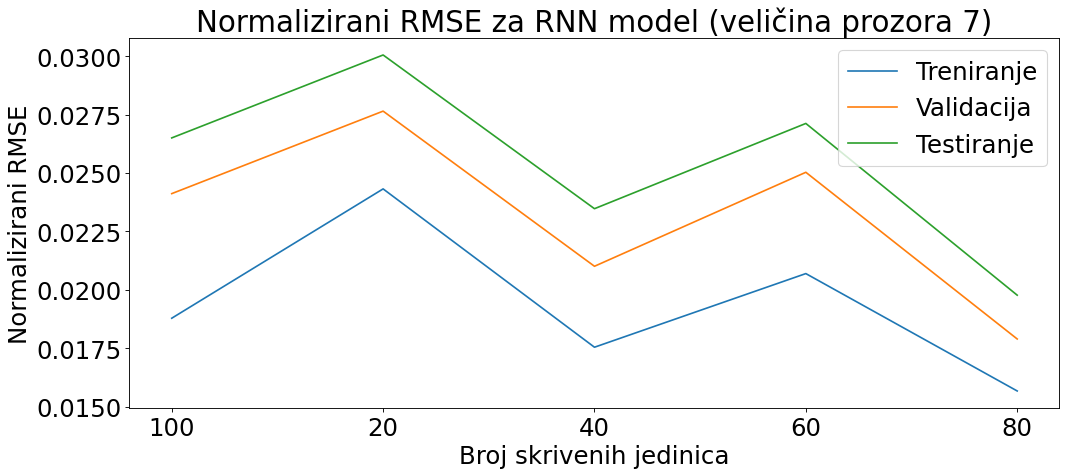 Normalizirani RMSE za RNN model (veličina prozora 7)
Normalizirani RMSE
0.0300
0.0275
0.0250
0.0225
0.0200
0.0175
0.0150
Treniranje
Validacija
Testiranje
100 20 40 60 80
Broj skrivenih jedinica